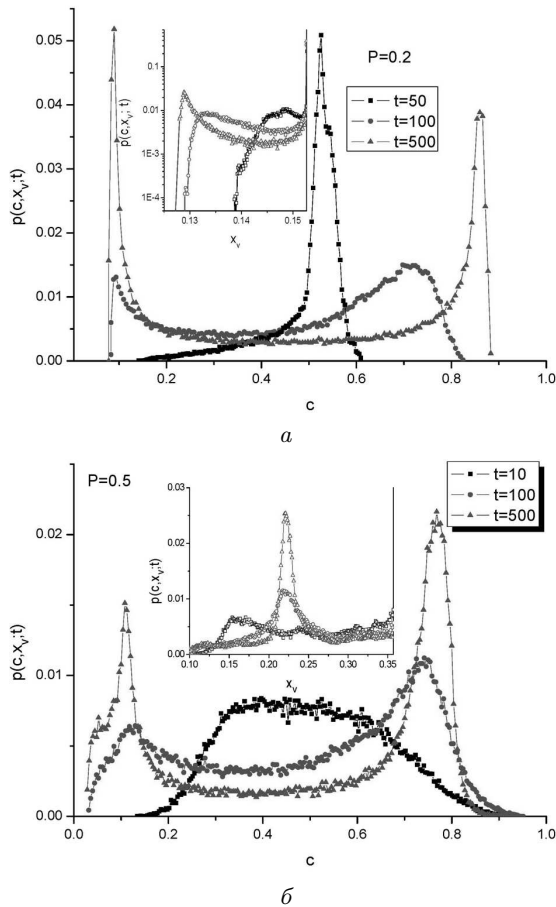 0.05
0.04
0.03
0.02
0.01
0.00
p(c,x_v;t)
0.2
0.4
0.6
0.8
1.0
c
P=0.2
t=50
t=100
t=500
0.1
0.01
1E-3
1E-4
p(c,x_v; t)
0.13
0.14
0.15
x_v
а
P=0.5
t=10
t=100
t=500
0.02
0.01
0.00
p(c,x_v;t)
0.0
0.2
0.4
0.6
0.8
1.0
c
0.03
0.02
0.01
0.00
p(c,x_v;t)
0.10
0.15
0.20
0.25
0.30
0.35
x_v
б